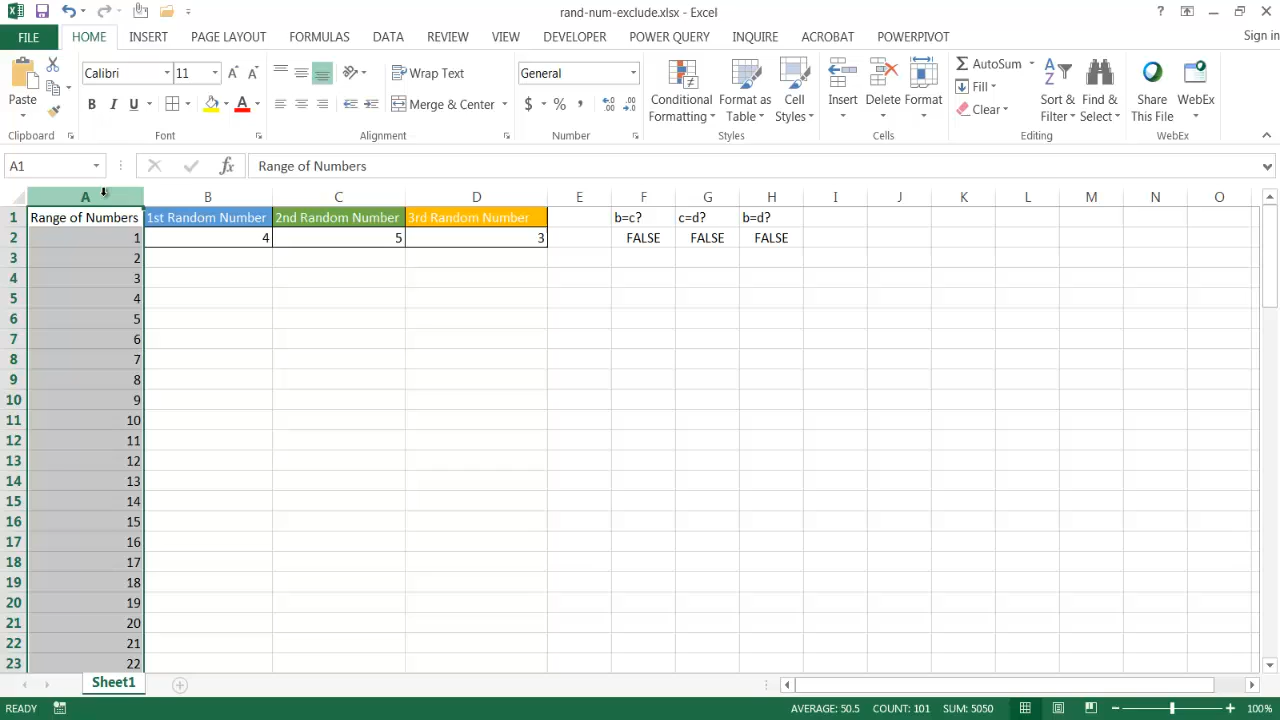 rand-num-exclude.xlsx - Excel
FILE HOME INSERT PAGE LAYOUT FORMULAS DATA REVIEW VIEW DEVELOPER POWER QUERY INQUIRE ACROBAT POWERPIVOT Sign in
Calibri 11 Wrap Text General AutoSum
Paste Conditional Format as Cell Insert Delete Format Fill Sort & Find & Share WebEx
B I U Merge & Center $ % , Formatting Table Styles Clear Filter Select This File
Clipboard Font Alignment Number Styles Cells Editing WebEx
A1 fx Range of Numbers
A B C D E F G H I J K L M N O
1 Range of Numbers 1st Random Number 2nd Random Number 3rd Random Number b=c? c=d? b=d?
2 1 4 5 3 FALSE FALSE FALSE
3 2
4 3
5 4
6 5
7 6
8 7
9 8
10 9
11 10
12 11
13 12
14 13
15 14
16 15
17 16
18 17
19 18
20 19
21 20
22 21
23 22
Sheet1
READY AVERAGE: 50.5 COUNT: 101 SUM: 5050 100%